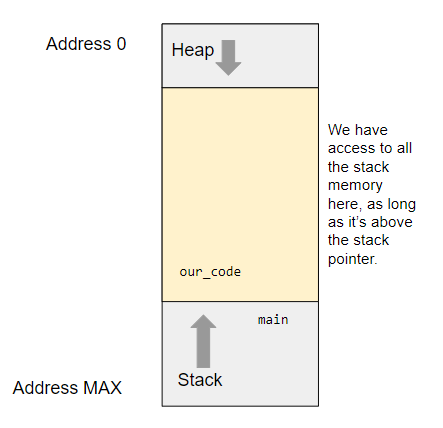 Address 0
Heap
We have
access to all
the stack
memory
here, as long
as it's above
the stack
pointer.
our_code
main
Stack
Address MAX